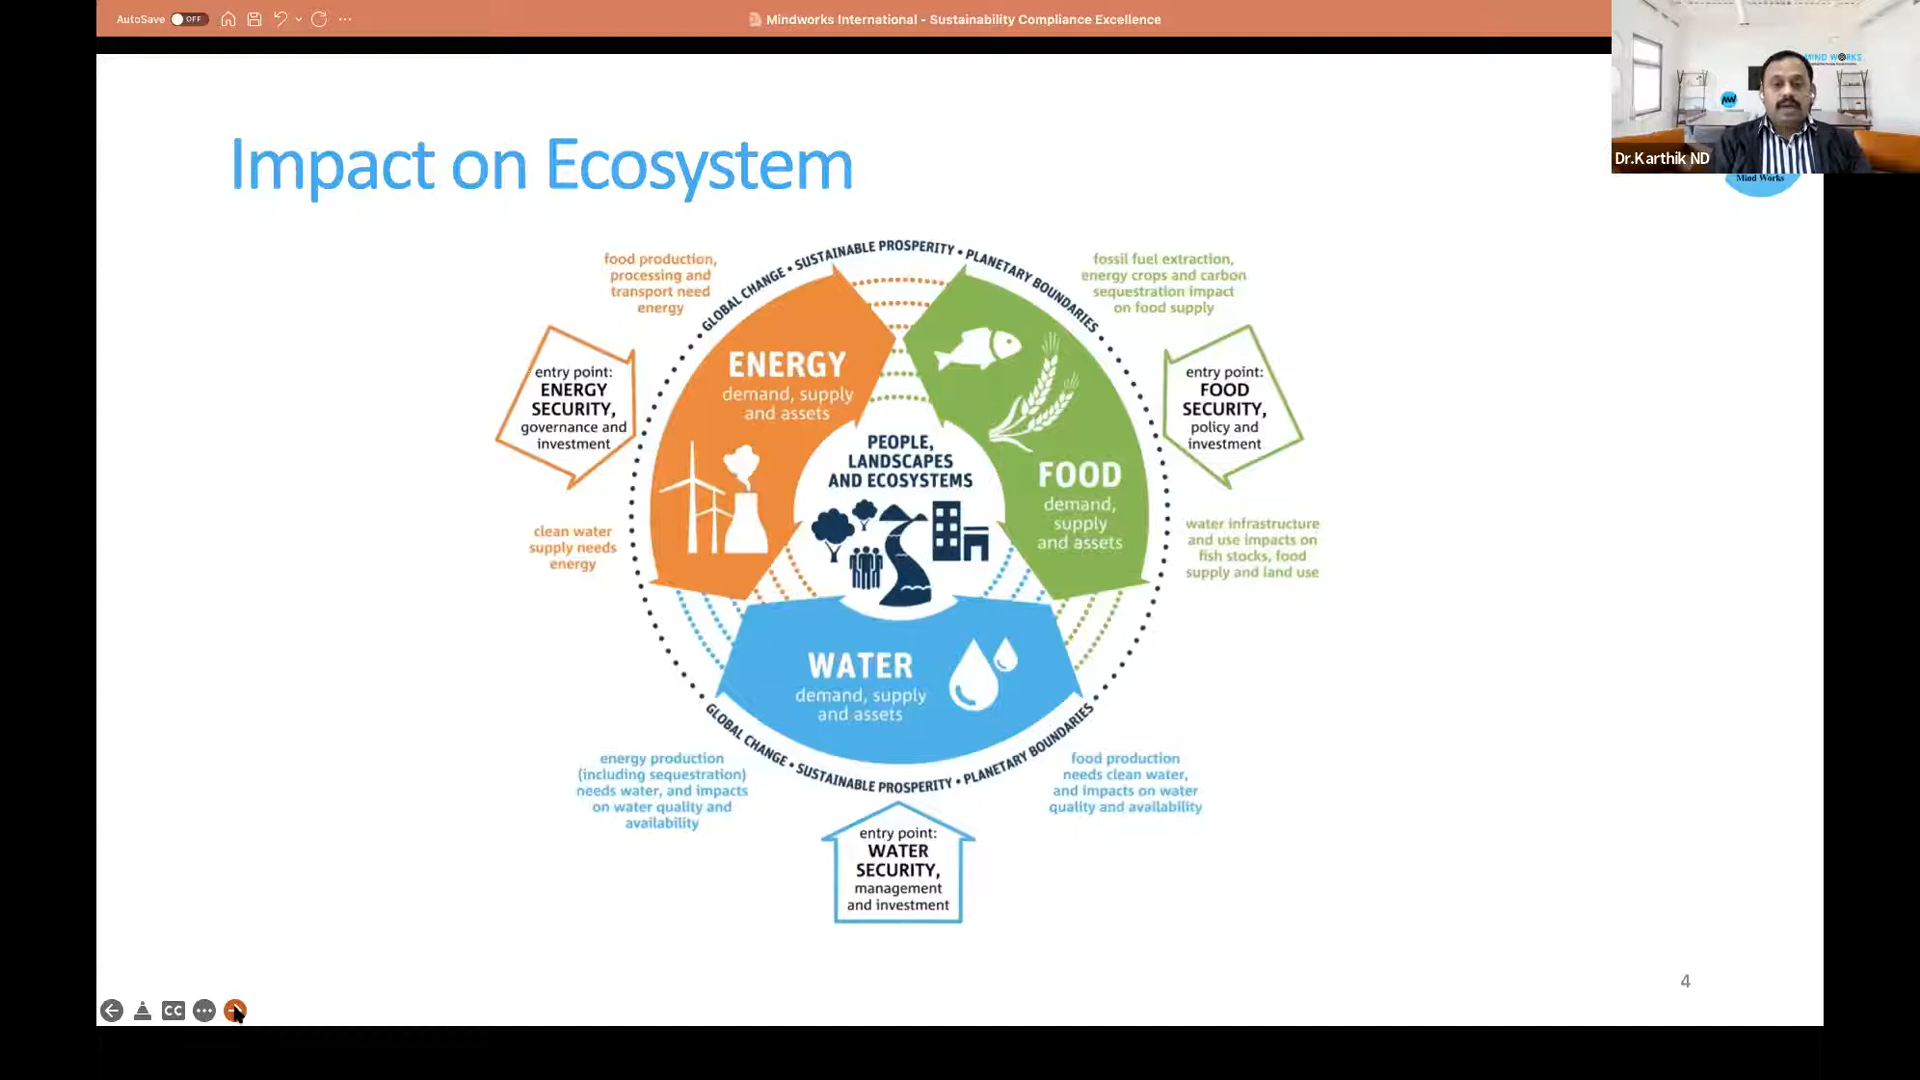 AutoSave OFF
Mindworks International - Sustainability Compliance Excellence
MIND WORKS
Dr.Karthik ND
Mind Works
Impact on Ecosystem
GLOBAL CHANGE • SUSTAINABLE PROSPERITY • PLANETARY BOUNDARIES
food production,
processing and
transport need
energy
fossil fuel extraction,
energy crops and carbon
sequestration impact
on food supply
entry point:
ENERGY
SECURITY,
governance and
investment
ENERGY
demand, supply
and assets
PEOPLE,
LANDSCAPES
AND ECOSYSTEMS
FOOD
demand,
supply
and assets
entry point:
FOOD
SECURITY,
policy and
investment
clean water
supply needs
energy
water infrastructure
and use impacts on
fish stocks, food
supply and land use
WATER
demand, supply
and assets
GLOBAL CHANGE • SUSTAINABLE PROSPERITY • PLANETARY BOUNDARIES
energy production
(including sequestration)
needs water, and impacts
on water quality and
availability
food production
needs clean water,
and impacts on water
quality and availability
entry point:
WATER
SECURITY,
management
and investment
4
CC